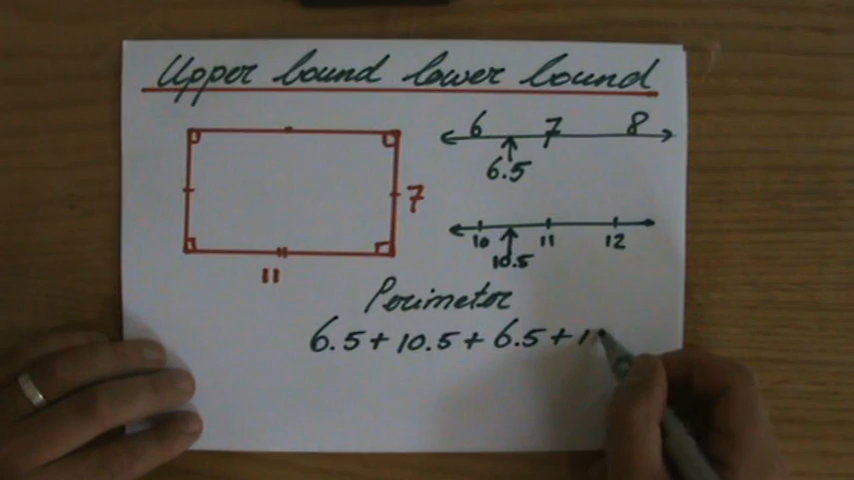 Upper bound lower bound
6 7 8
6.5
7
10 11 12
10.5
11
Perimeter
6.5+10.5+6.5+1